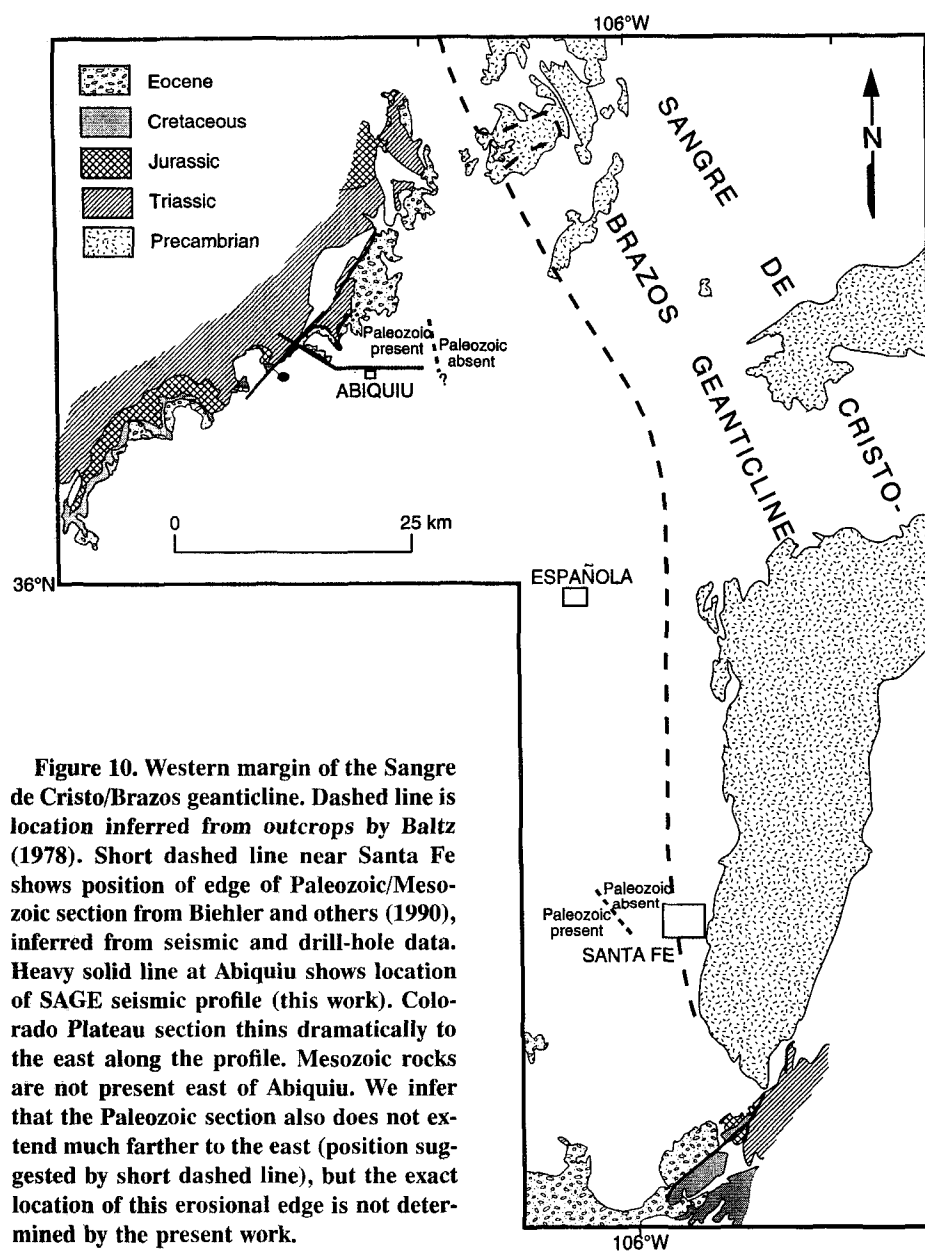 106°W
Eocene
Cretaceous
Jurassic
Triassic
Precambrian
N
SANGRE DE CRISTO-
BRAZOS GEANTICLINE
Paleozoic
present
Paleozoic
absent
?
ABIQUIU
0 25 km
36°N
ESPAÑOLA
Paleozoic
absent
Paleozoic
present
SANTA FE
106°W
Figure 10. Western margin of the Sangre
de Cristo/Brazos geanticline. Dashed line is
location inferred from outcrops by Baltz
(1978). Short dashed line near Santa Fe
shows position of edge of Paleozoic/Meso-
zoic section from Biehler and others (1990),
inferred from seismic and drill-hole data.
Heavy solid line at Abiquiu shows location
of SAGE seismic profile (this work). Colo-
rado Plateau section thins dramatically to
the east along the profile. Mesozoic rocks
are not present east of Abiquiu. We infer
that the Paleozoic section also does not ex-
tend much farther to the east (position sug-
gested by short dashed line), but the exact
location of this erosional edge is not deter-
mined by the present work.